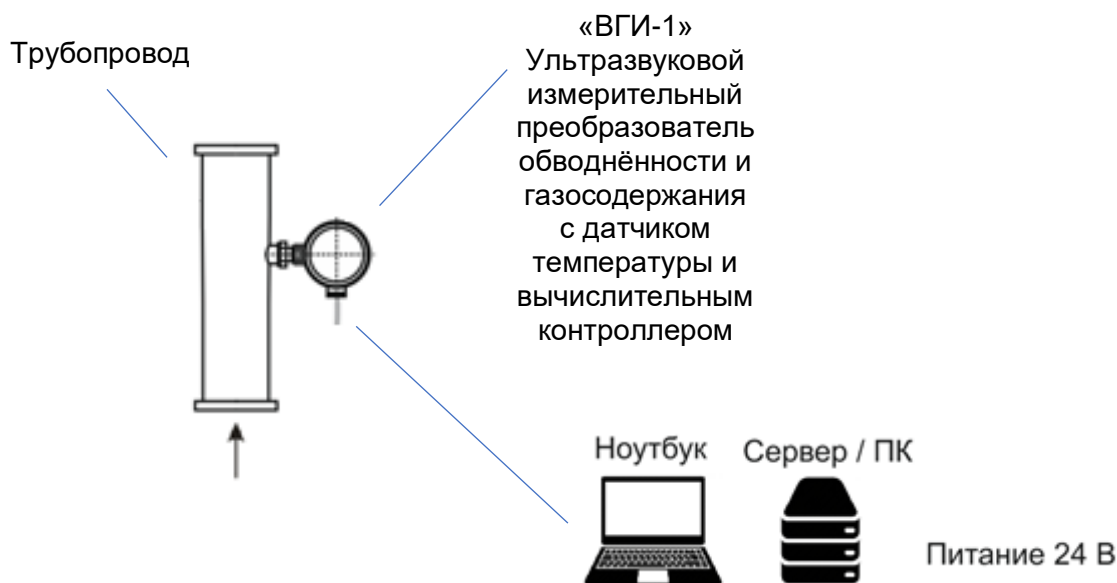 «ВГИ-1»
Трубопровод
Ультразвуковой
измерительный
преобразователь
обводнённости и
газосодержания
с датчиком
температуры и
вычислительным
контроллером
Ноутбук
Сервер / ПК
Питание 24 В